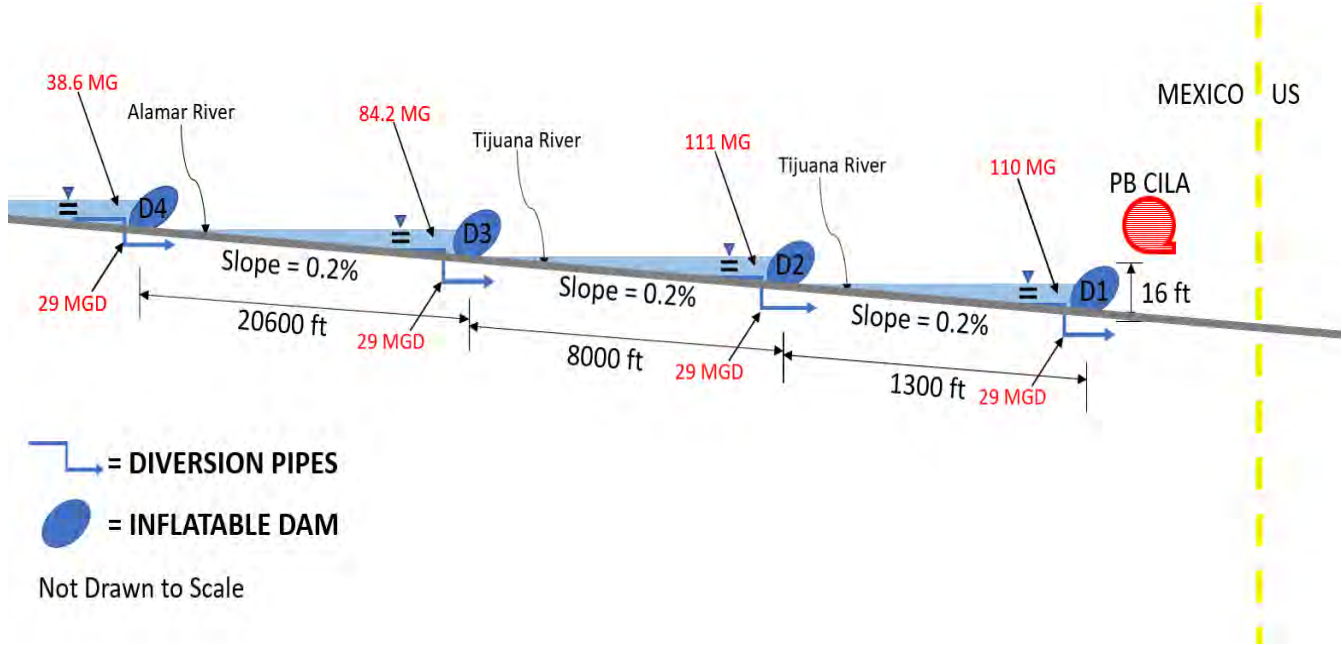 MEXICO
US
38.6 MG
Alamar River
84.2 MG
Tijuana River
111 MG
Tijuana River
110 MG
PB CILA
D4
D3
D2
D1
16 ft
Slope = 0.2%
Slope = 0.2%
Slope = 0.2%
29 MGD
20600 ft
29 MGD
8000 ft
29 MGD
1300 ft
29 MGD
= DIVERSION PIPES
= INFLATABLE DAM
Not Drawn to Scale